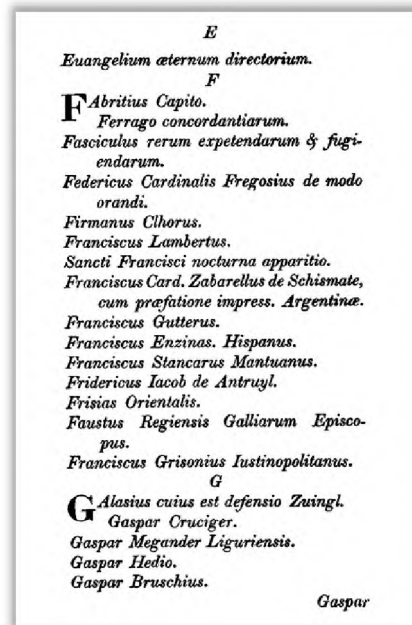 E
Euangelium æternum directorium.
F
FAbritius Capito.
Ferrago concordantiarum.
Fasciculus rerum expetendarum & fugi-
endarum.
Federicus Cardinalis Fregosius de modo
orandi.
Firmanus Clhorus.
Franciscus Lambertus.
Sancti Francisci nocturna apparitio.
Franciscus Card. Zabarellus de Schismate,
cum præfatione impress. Argentinæ.
Franciscus Gutterus.
Franciscus Enzinas. Hispanus.
Franciscus Stancarus Mantuanus.
Fridericus Iacob de Antruyl.
Frisias Orientalis.
Faustus Regiensis Galliarum Episco-
pus.
Franciscus Grisonius Iustinopolitanus.
G
GAlasius cuius est defensio Zuingl.
Gaspar Cruciger.
Gaspar Megander Liguriensis.
Gaspar Hedio.
Gaspar Bruschius.
Gaspar